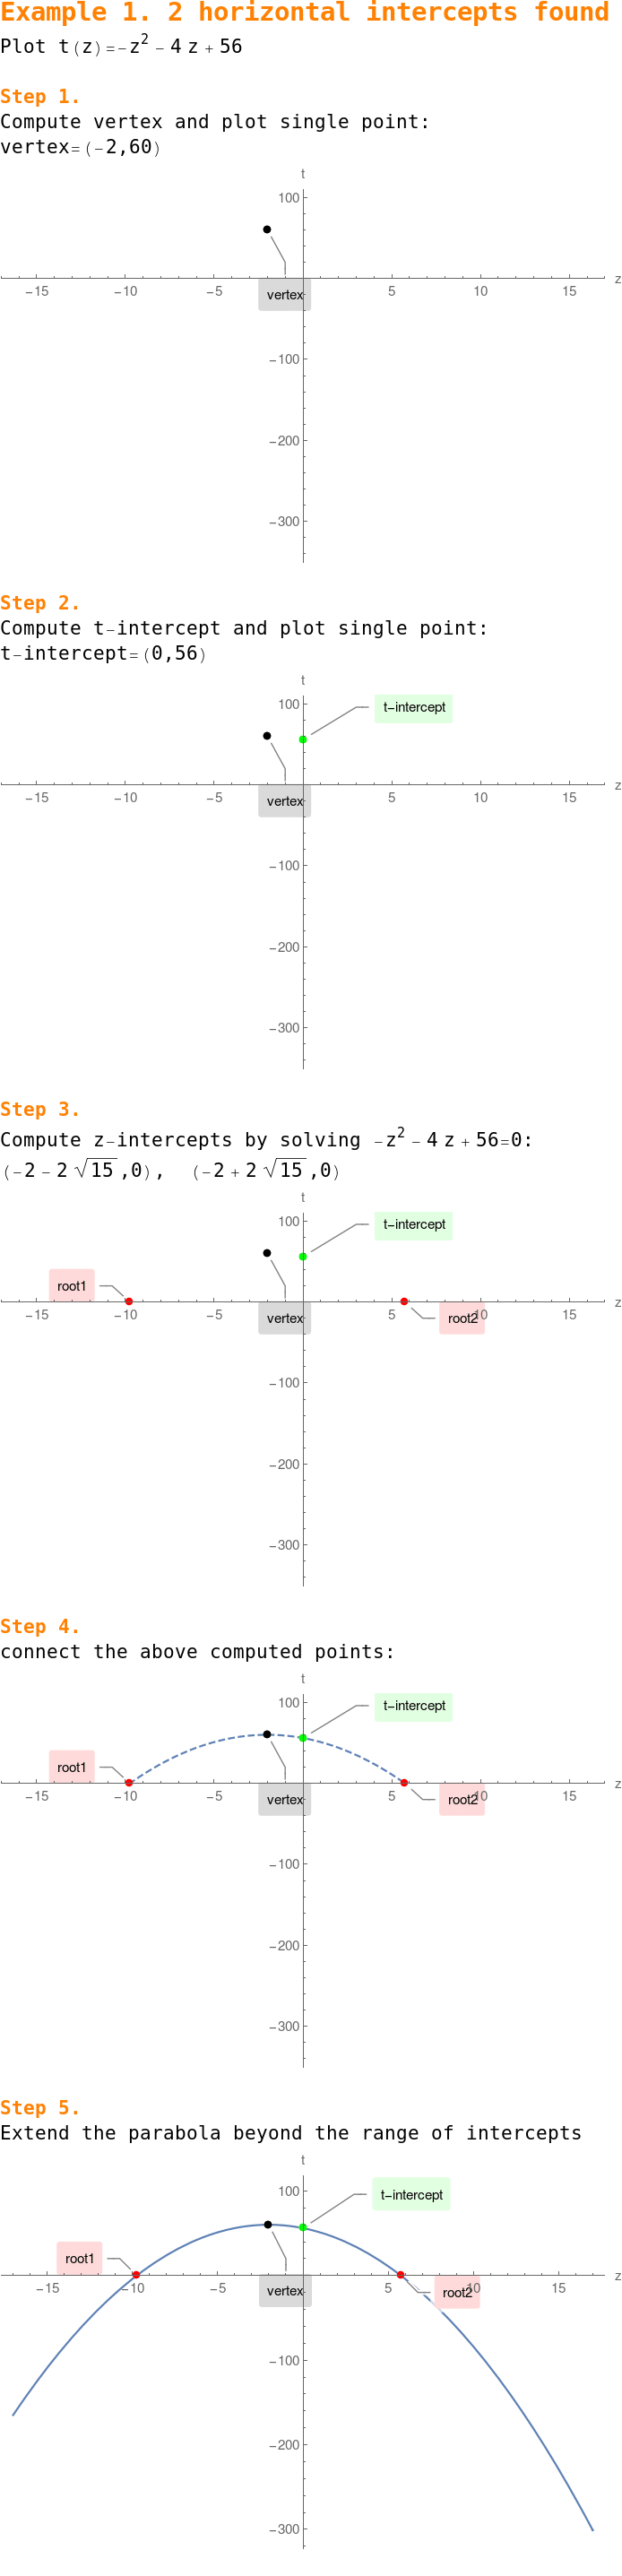 Example 1. 2 horizontal intercepts found
Plot t(z)=-z² - 4 z + 56
Step 1.
Compute vertex and plot single point:
vertex=(-2,60)
t
100
-15 -10 -5 5 10 15 z
vertex
-100
-200
-300
Step 2.
Compute t-intercept and plot single point:
t-intercept=(0,56)
t
100 t-intercept
-15 -10 -5 5 10 15 z
vertex
-100
-200
-300
Step 3.
Compute z-intercepts by solving -z² - 4 z + 56=0:
(-2 - 2 √15 ,0), (-2 + 2 √15 ,0)
t
100 t-intercept
root1
-15 -10 -5 5 10 15 z
vertex root2
-100
-200
-300
Step 4.
connect the above computed points:
t
100 t-intercept
root1
-15 -10 -5 5 10 15 z
vertex root2
-100
-200
-300
Step 5.
Extend the parabola beyond the range of intercepts
t
100 t-intercept
root1
-15 -10 -5 5 10 15 z
vertex root2
-100
-200
-300